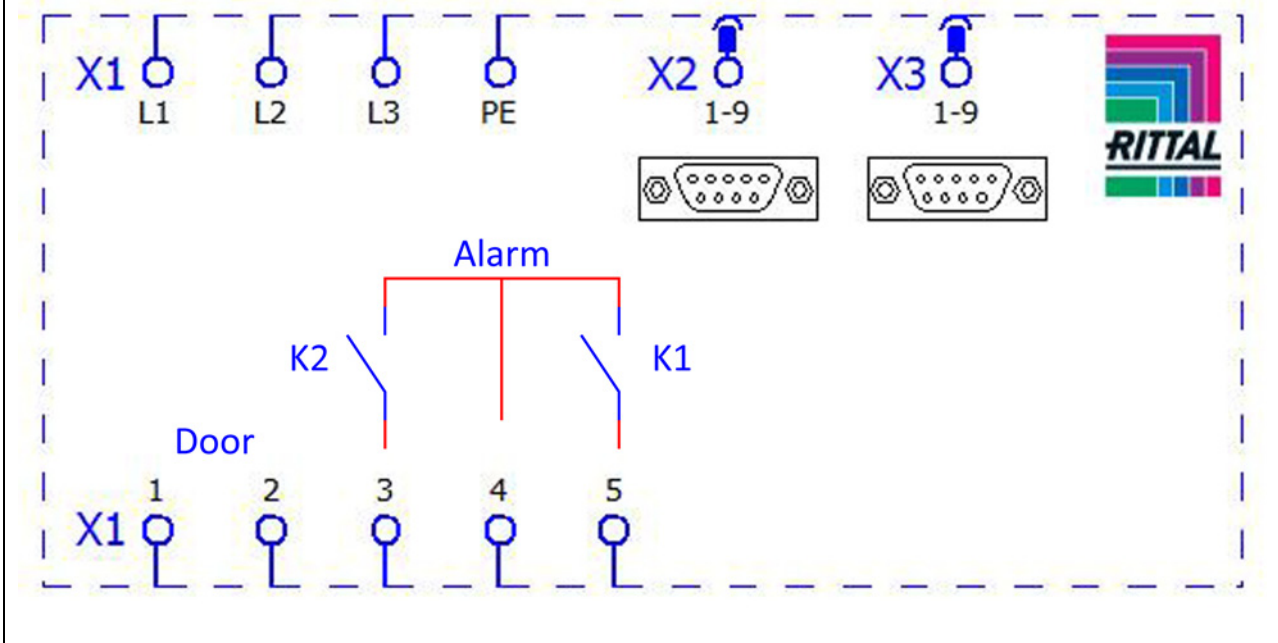 X1 X2 X3
L1 L2 L3 PE 1-9 1-9
RITTAL
Alarm
K2 K1
Door
1 2 3 4 5
X1